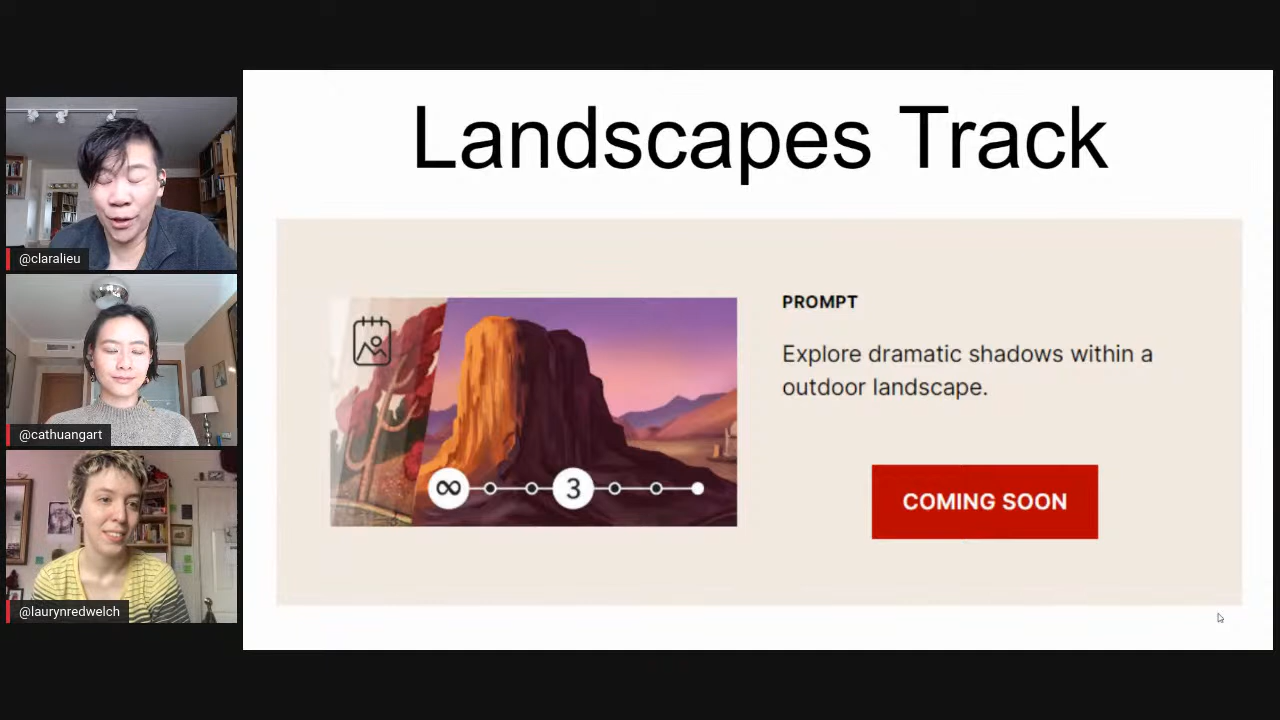 Landscapes Track
@claralieu
@cathuangart
@laurynredwelch
∞
3
PROMPT
Explore dramatic shadows within a
outdoor landscape.
COMING SOON